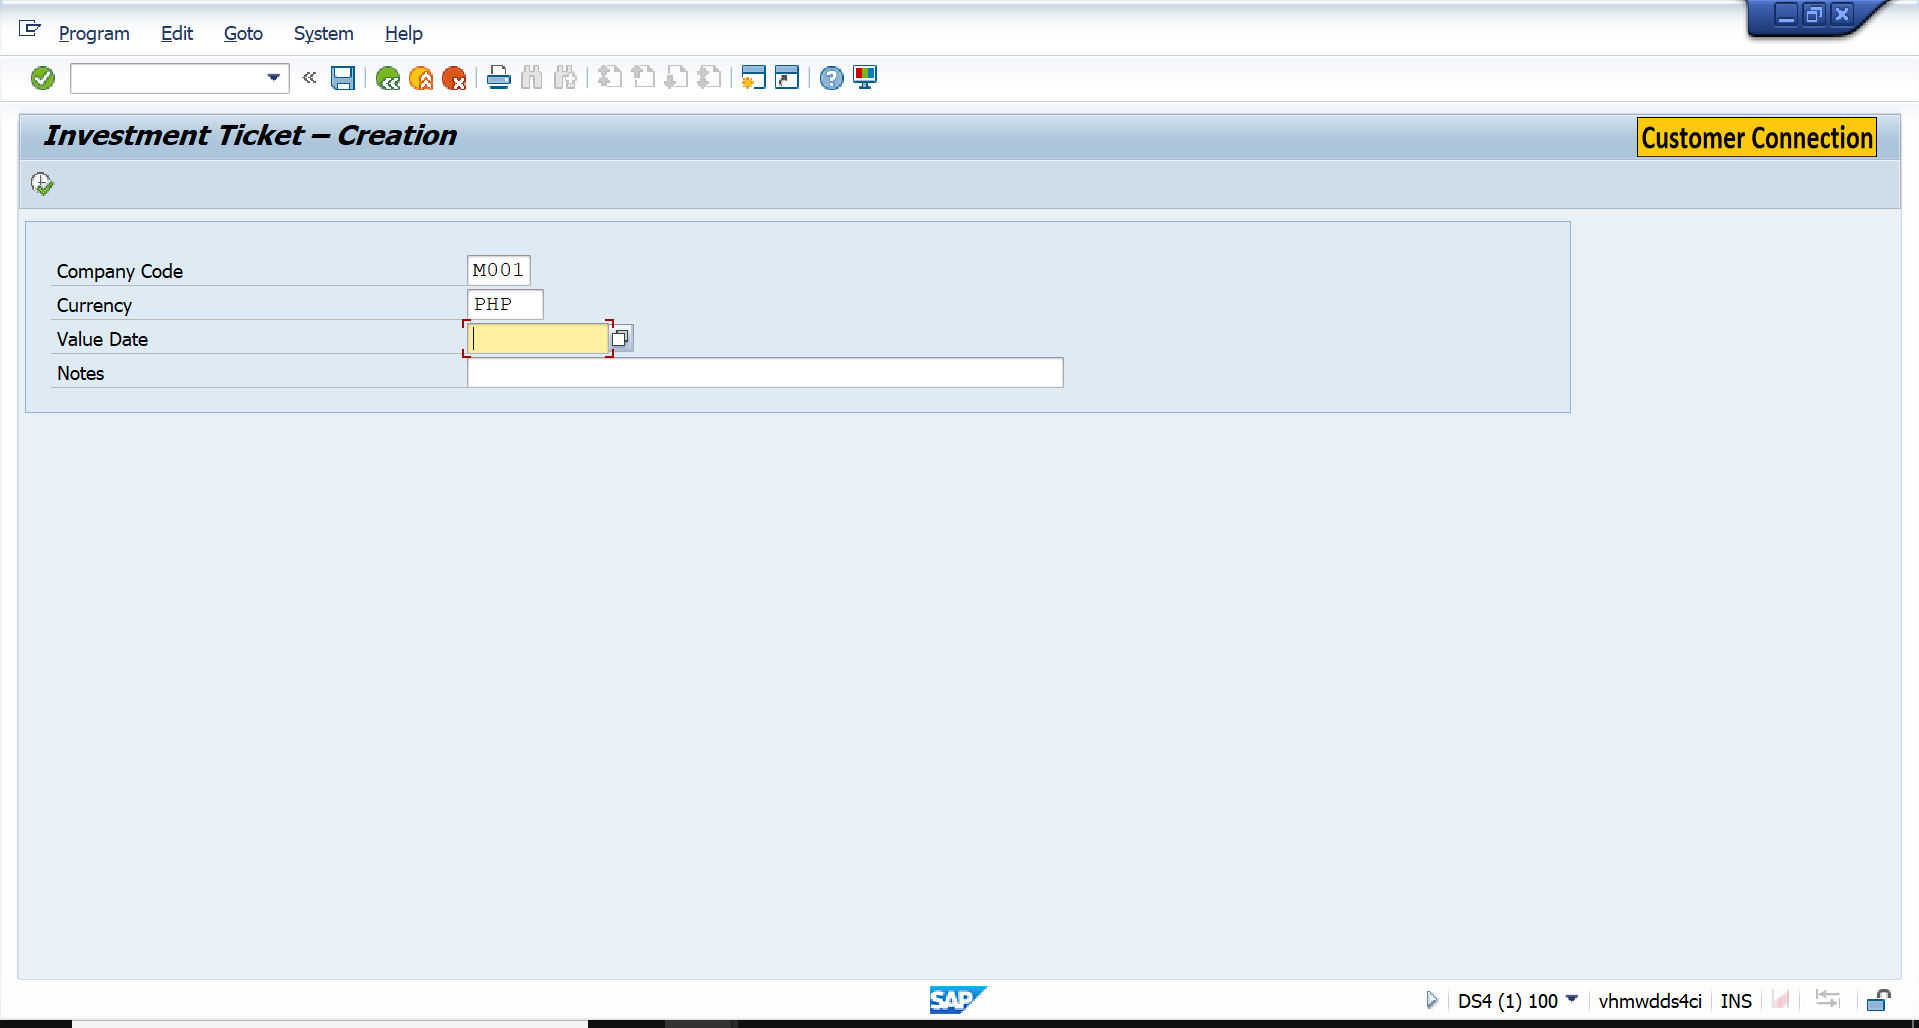 Program Edit Goto System Help
Investment Ticket – Creation
Customer Connection
Company Code M001
Currency PHP
Value Date
Notes
SAP
DS4 (1) 100 vhmwdds4ci INS